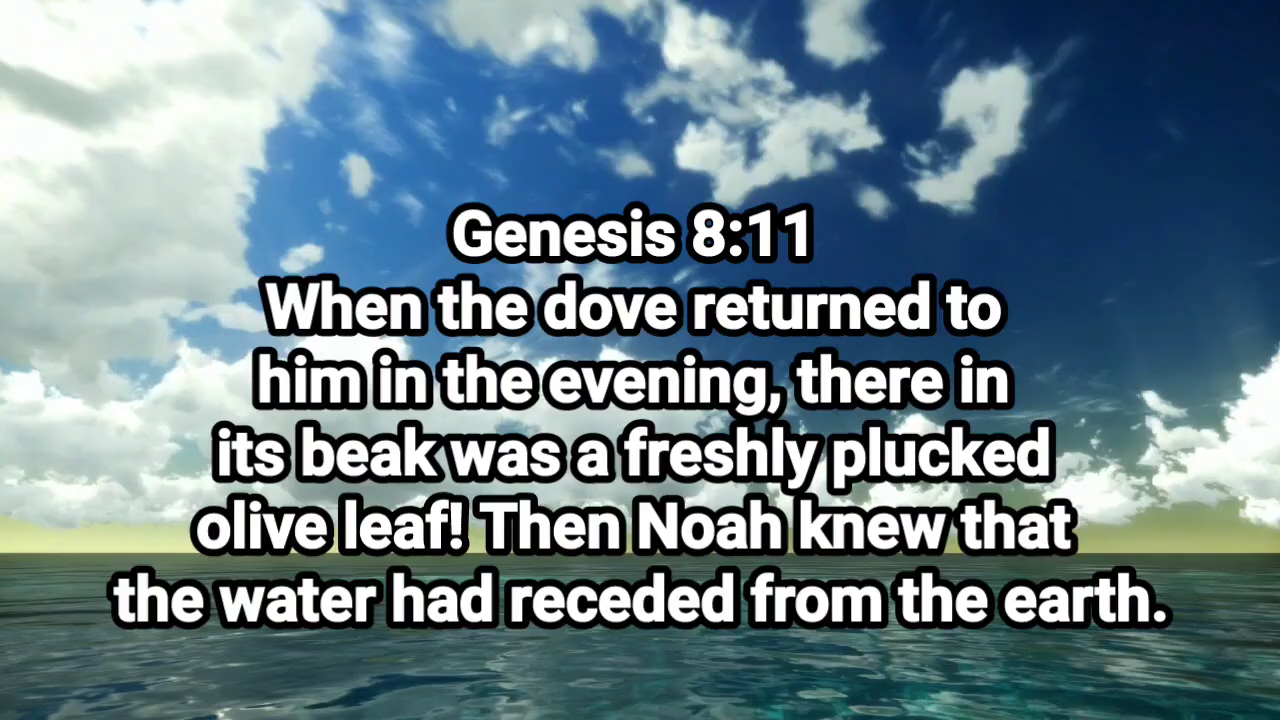 Genesis 8:11
When the dove returned to
him in the evening, there in
its beak was a freshly plucked
olive leaf! Then Noah knew that
the water had receded from the earth.